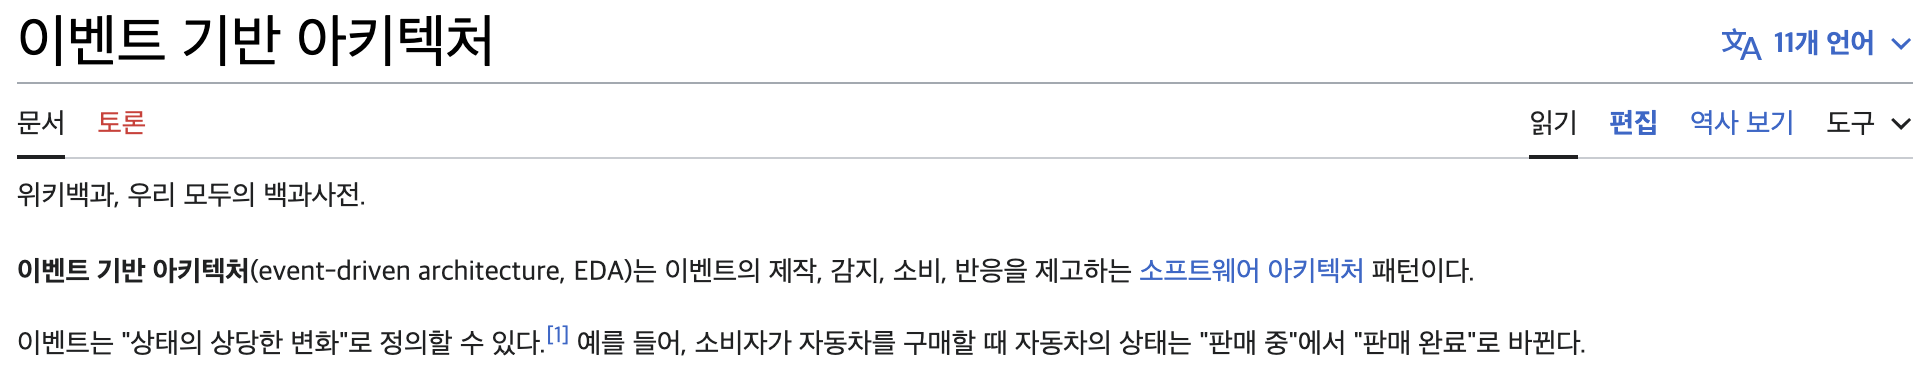 이벤트 기반 아키텍처
文A 11개 언어
문서 토론 읽기 편집 역사 보기 도구
위키백과, 우리 모두의 백과사전.
이벤트 기반 아키텍처(event-driven architecture, EDA)는 이벤트의 제작, 감지, 소비, 반응을 제고하는 소프트웨어 아키텍처 패턴이다.
이벤트는 "상태의 상당한 변화"로 정의할 수 있다.[1] 예를 들어, 소비자가 자동차를 구매할 때 자동차의 상태는 "판매 중"에서 "판매 완료"로 바뀐다.